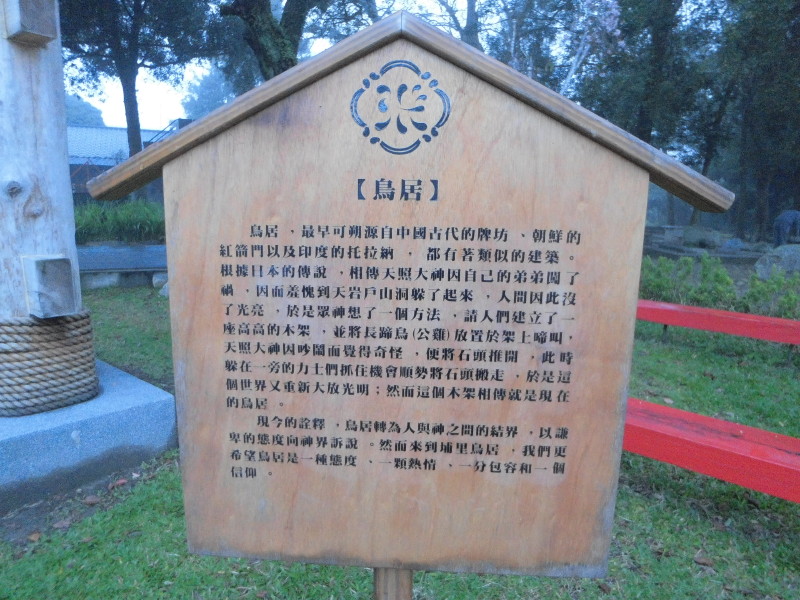 【鳥居】
鳥居，最早可朔源自中國古代的牌坊、朝鮮的
紅箭門以及印度的托拉納，都有著類似的建築。
根據日本的傳說，相傳天照大神因自己的弟弟闖了
禍，因而羞愧到天岩戶山洞躲了起來，人間因此沒
了光亮，於是眾神想了一個方法，請人們建立了一
座高高的木架，並將長蹄鳥(公雞)放置於架上啼叫，
天照大神因吵鬧而覺得奇怪，便將石頭推開，此時
躲在一旁的力士們抓住機會順勢將石頭搬走，於是這
個世界又重新大放光明；然而這個木架相傳就是現在
的鳥居。
現今的詮釋，鳥居轉為人與神之間的結界，以謙
卑的態度向神界訴說。然而來到埔里鳥居，我們更
希望鳥居是一種態度、一顆熱情、一分包容和一個
信仰。